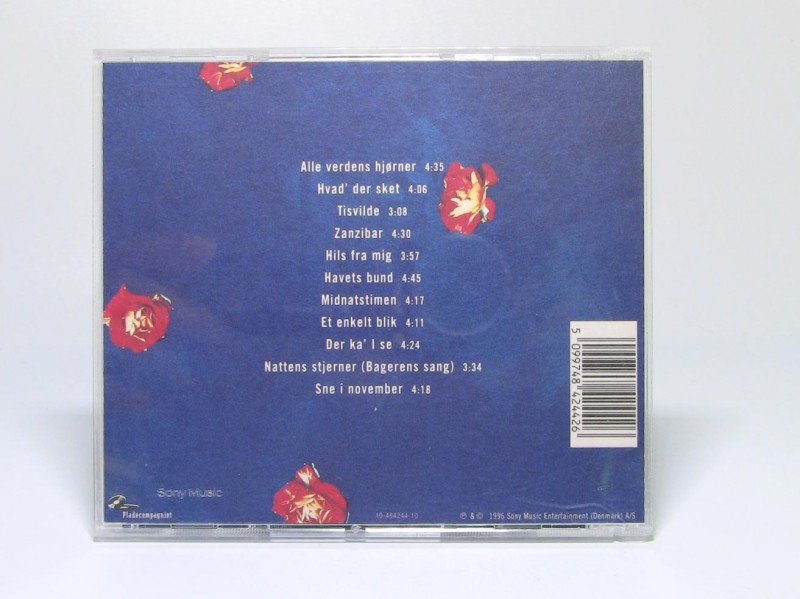 Alle verdens hjørner 4:35
Hvad' der sket 4:06
Tisvilde 3:08
Zanzibar 4:30
Hils fra mig 3:57
Havets bund 4:45
Midnatstimen 4:17
Et enkelt blik 4:11
Der ka' I se 4:24
Nattens stjerner (Bagerens sang) 3:34
Sne i november 4:18
5 099748 424426
Sony Music
Pladecompagniet
10-484244-10
℗ & © 1996 Sony Music Entertainment (Denmark) A/S